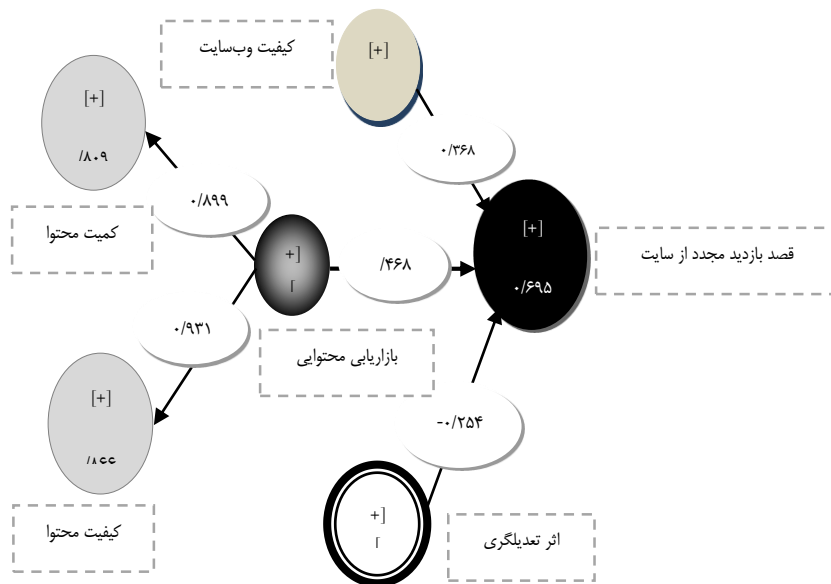 کیفیت وب‌سایت
[+]
[+]
/۸۰۹
۰/۳۶۸
۰/۸۹۹
کمیت محتوا
[+]
۰/۶۹۵
قصد بازدید مجدد از سایت
+]
[
/۴۶۸
۰/۹۳۱
بازاریابی محتوایی
[+]
-۰/۲۵۴
کیفیت محتوا
+]
[
اثر تعدیلگری